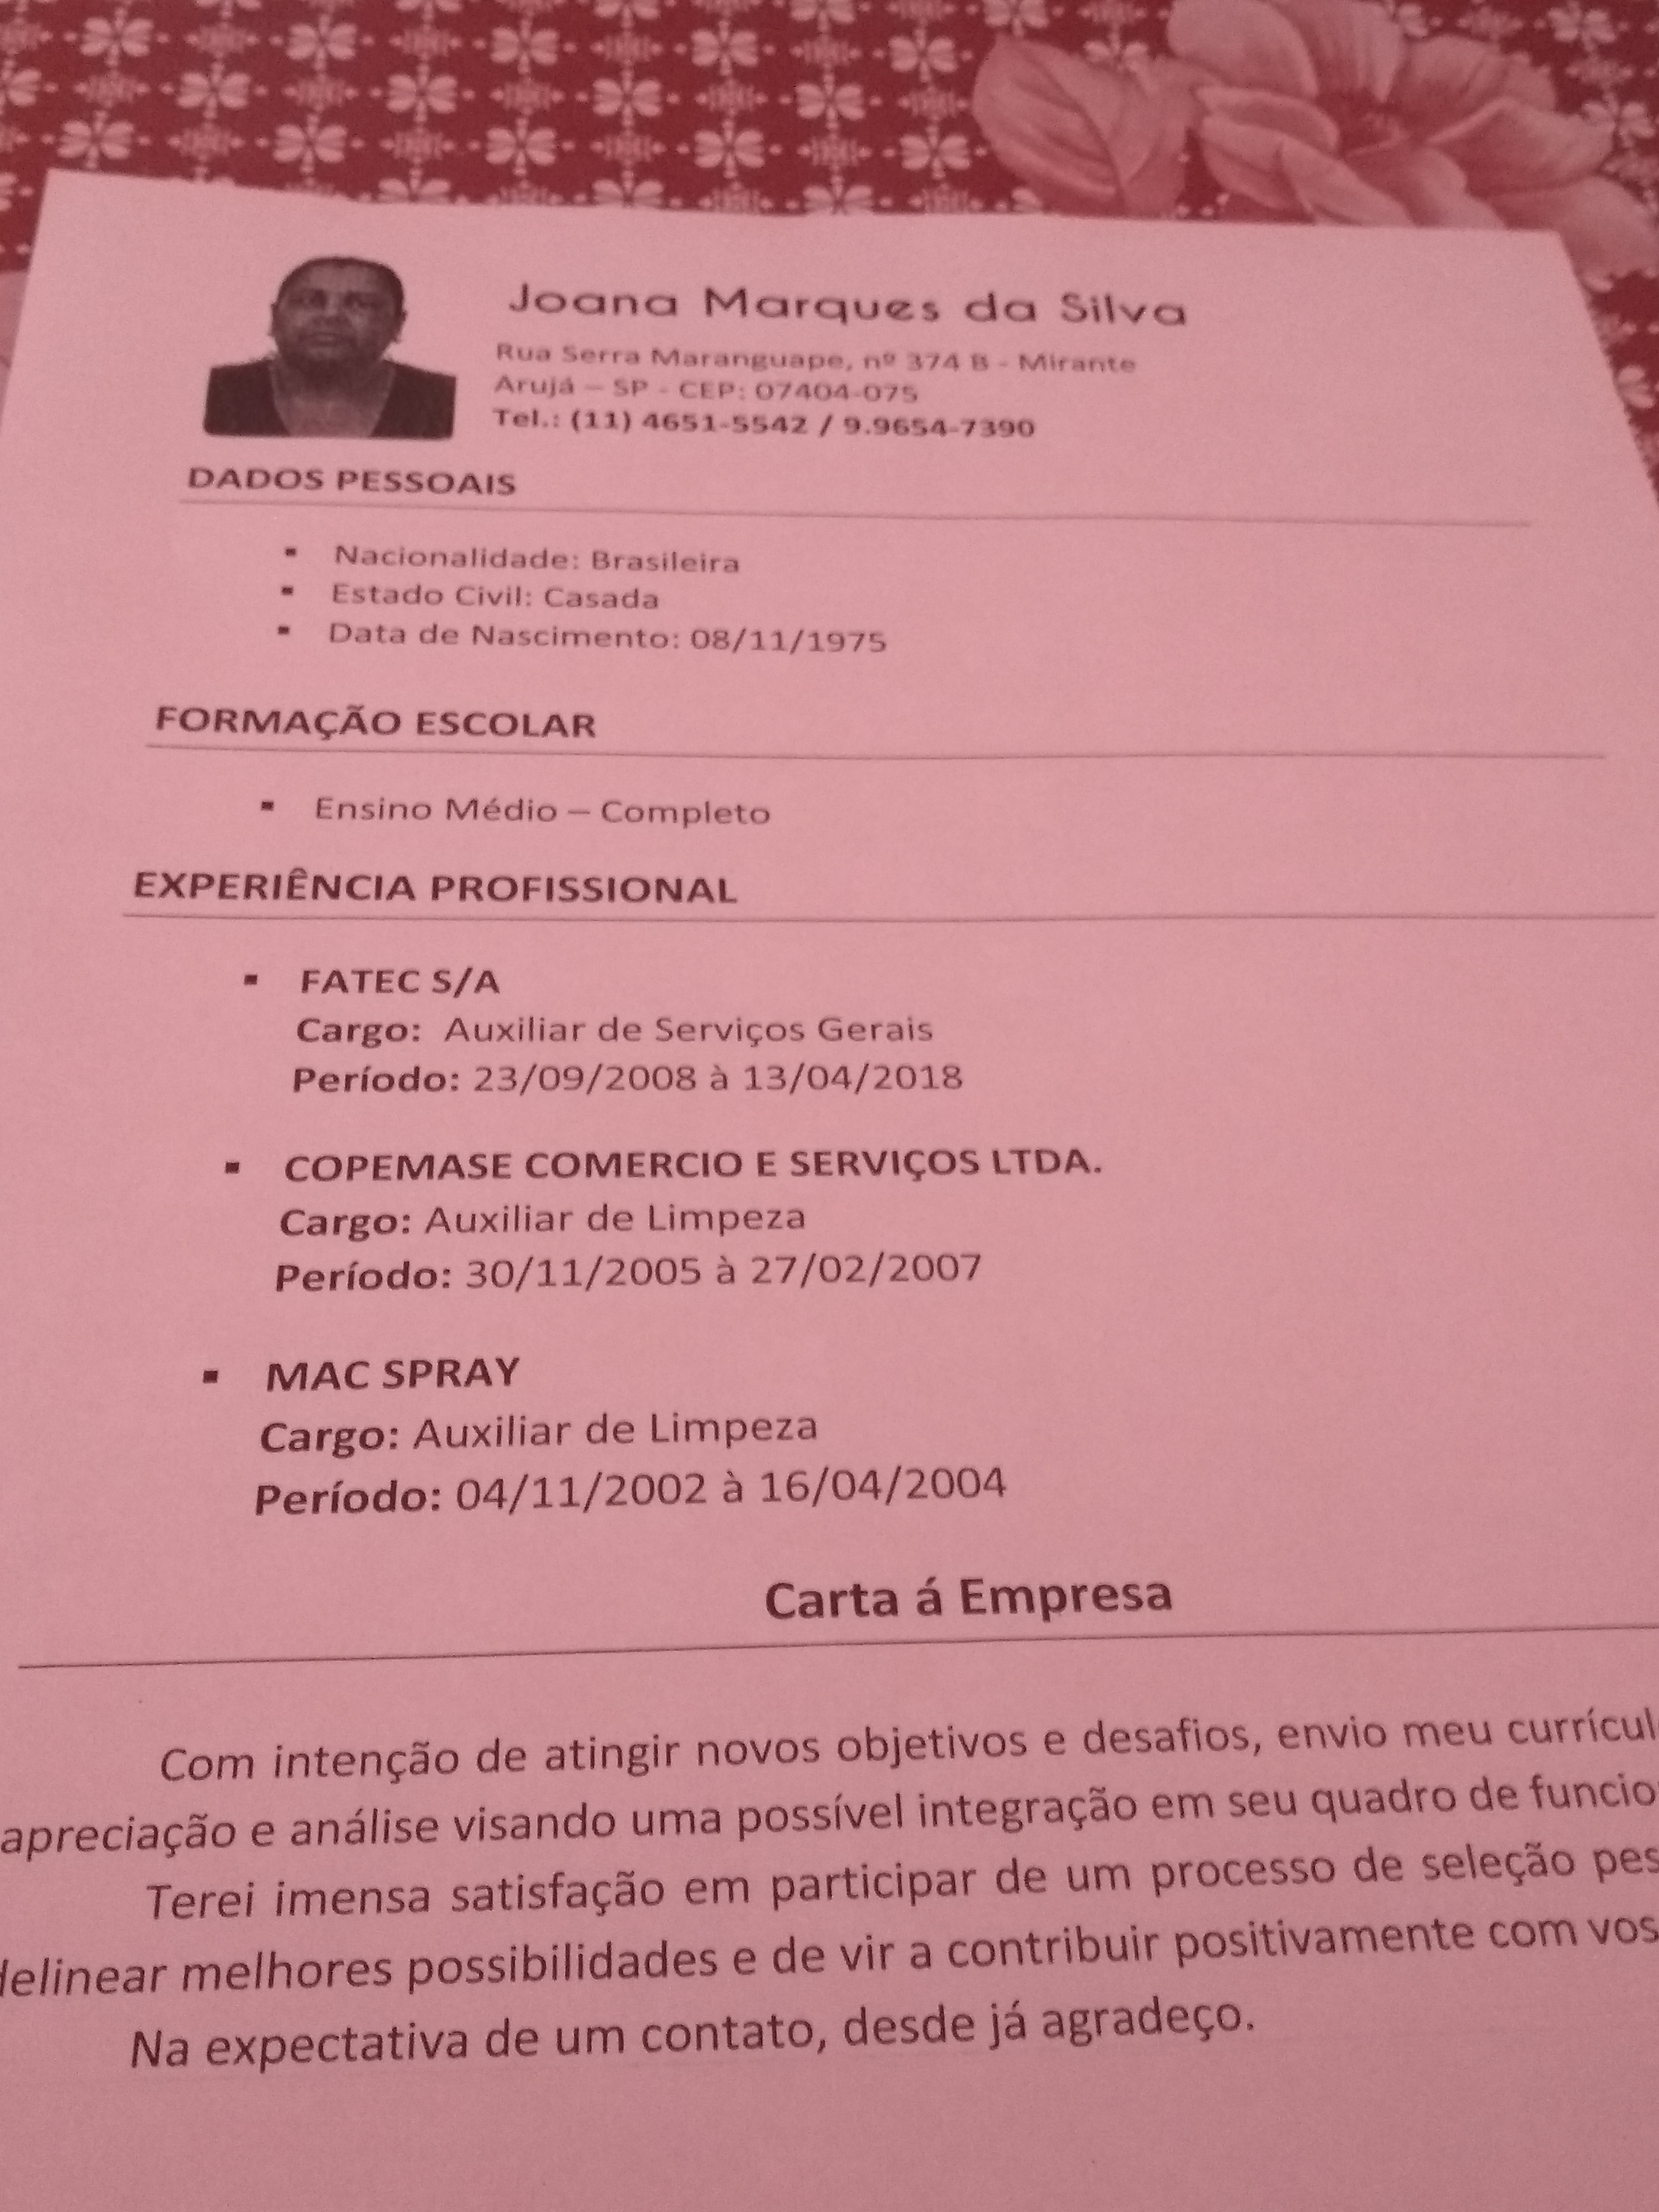 Joana Marques da Silva
Rua Serra Maranguape, nº 374 B - Mirante
Arujá – SP - CEP: 07404-075
Tel.: (11) 4651-5542 / 9.9654-7390
DADOS PESSOAIS
▪ Nacionalidade: Brasileira
▪ Estado Civil: Casada
▪ Data de Nascimento: 08/11/1975
FORMAÇÃO ESCOLAR
▪ Ensino Médio – Completo
EXPERIÊNCIA PROFISSIONAL
▪ FATEC S/A
Cargo: Auxiliar de Serviços Gerais
Período: 23/09/2008 à 13/04/2018
▪ COPEMASE COMERCIO E SERVIÇOS LTDA.
Cargo: Auxiliar de Limpeza
Período: 30/11/2005 à 27/02/2007
▪ MAC SPRAY
Cargo: Auxiliar de Limpeza
Período: 04/11/2002 à 16/04/2004
Carta á Empresa
Com intenção de atingir novos objetivos e desafios, envio meu currícul
apreciação e análise visando uma possível integração em seu quadro de funcio
Terei imensa satisfação em participar de um processo de seleção pes
delinear melhores possibilidades e de vir a contribuir positivamente com vos
Na expectativa de um contato, desde já agradeço.